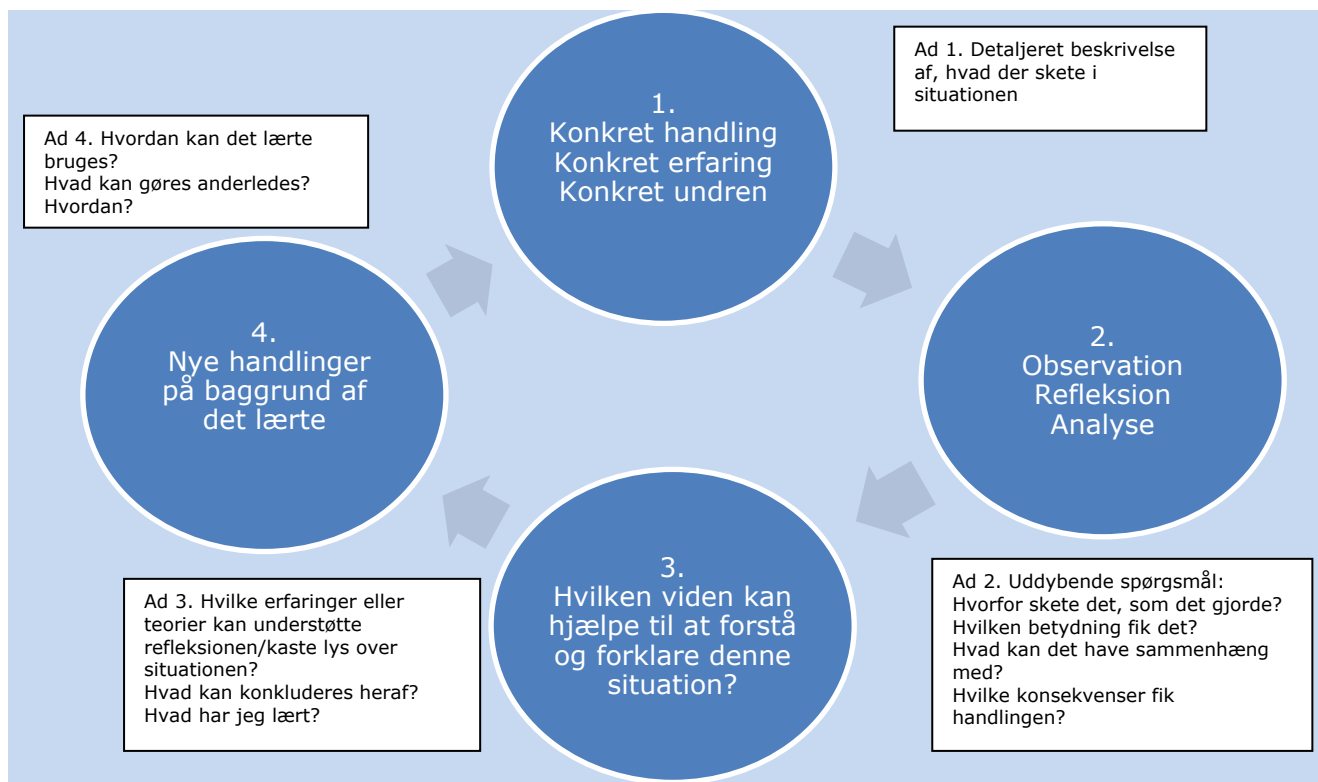 1.
Konkret handling
Konkret erfaring
Konkret undren
Ad 1. Detaljeret beskrivelse
af, hvad der skete i
situationen
2.
Observation
Refleksion
Analyse
Ad 2. Uddybende spørgsmål:
Hvorfor skete det, som det gjorde?
Hvilken betydning fik det?
Hvad kan det have sammenhæng
med?
Hvilke konsekvenser fik
handlingen?
3.
Hvilken viden kan
hjælpe til at forstå
og forklare denne
situation?
Ad 3. Hvilke erfaringer eller
teorier kan understøtte
refleksionen/kaste lys over
situationen?
Hvad kan konkluderes heraf?
Hvad har jeg lært?
4.
Nye handlinger
på baggrund af
det lærte
Ad 4. Hvordan kan det lærte
bruges?
Hvad kan gøres anderledes?
Hvordan?